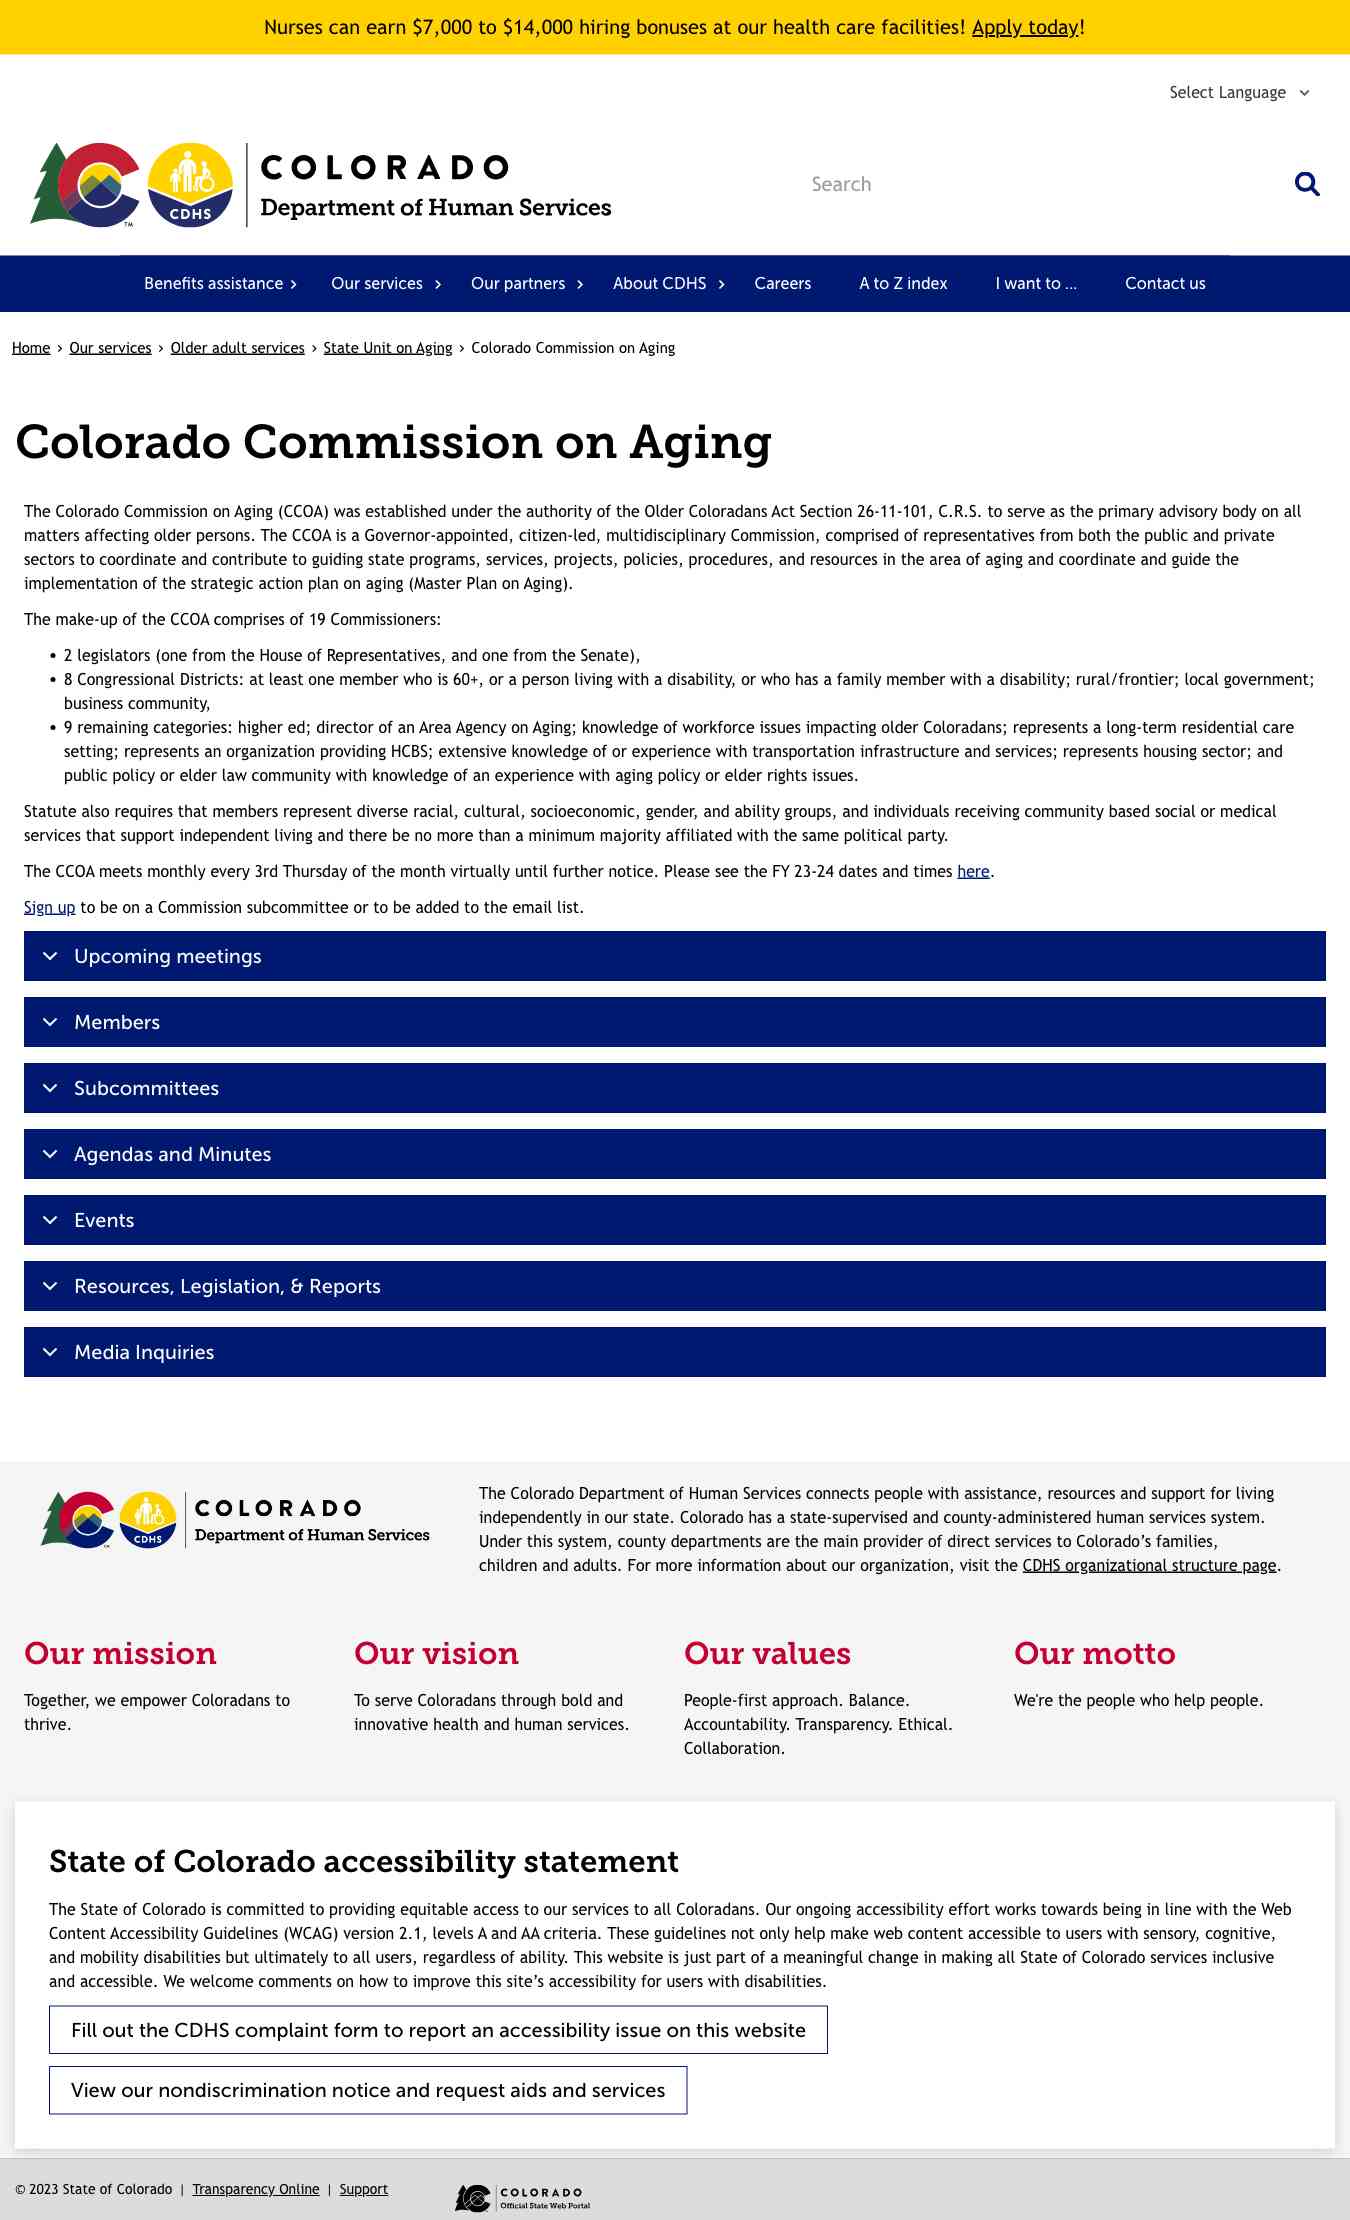 Nurses can earn $7,000 to $14,000 hiring bonuses at our health care facilities! Apply today!
Select Language
CDHS
TM
COLORADO
Department of Human Services
Search
Benefits assistance › Our services › Our partners › About CDHS › Careers A to Z index I want to ... Contact us
Home › Our services › Older adult services › State Unit on Aging › Colorado Commission on Aging
Colorado Commission on Aging
The Colorado Commission on Aging (CCOA) was established under the authority of the Older Coloradans Act Section 26-11-101, C.R.S. to serve as the primary advisory body on all
matters affecting older persons. The CCOA is a Governor-appointed, citizen-led, multidisciplinary Commission, comprised of representatives from both the public and private
sectors to coordinate and contribute to guiding state programs, services, projects, policies, procedures, and resources in the area of aging and coordinate and guide the
implementation of the strategic action plan on aging (Master Plan on Aging).
The make-up of the CCOA comprises of 19 Commissioners:
• 2 legislators (one from the House of Representatives, and one from the Senate),
• 8 Congressional Districts: at least one member who is 60+, or a person living with a disability, or who has a family member with a disability; rural/frontier; local government;
business community,
• 9 remaining categories: higher ed; director of an Area Agency on Aging; knowledge of workforce issues impacting older Coloradans; represents a long-term residential care
setting; represents an organization providing HCBS; extensive knowledge of or experience with transportation infrastructure and services; represents housing sector; and
public policy or elder law community with knowledge of an experience with aging policy or elder rights issues.
Statute also requires that members represent diverse racial, cultural, socioeconomic, gender, and ability groups, and individuals receiving community based social or medical
services that support independent living and there be no more than a minimum majority affiliated with the same political party.
The CCOA meets monthly every 3rd Thursday of the month virtually until further notice. Please see the FY 23-24 dates and times here.
Sign up to be on a Commission subcommittee or to be added to the email list.
Upcoming meetings
Members
Subcommittees
Agendas and Minutes
Events
Resources, Legislation, & Reports
Media Inquiries
CDHS
TM
COLORADO
Department of Human Services
The Colorado Department of Human Services connects people with assistance, resources and support for living
independently in our state. Colorado has a state-supervised and county-administered human services system.
Under this system, county departments are the main provider of direct services to Colorado’s families,
children and adults. For more information about our organization, visit the CDHS organizational structure page.
Our mission
Together, we empower Coloradans to
thrive.
Our vision
To serve Coloradans through bold and
innovative health and human services.
Our values
People-first approach. Balance.
Accountability. Transparency. Ethical.
Collaboration.
Our motto
We're the people who help people.
State of Colorado accessibility statement
The State of Colorado is committed to providing equitable access to our services to all Coloradans. Our ongoing accessibility effort works towards being in line with the Web
Content Accessibility Guidelines (WCAG) version 2.1, levels A and AA criteria. These guidelines not only help make web content accessible to users with sensory, cognitive,
and mobility disabilities but ultimately to all users, regardless of ability. This website is just part of a meaningful change in making all State of Colorado services inclusive
and accessible. We welcome comments on how to improve this site’s accessibility for users with disabilities.
Fill out the CDHS complaint form to report an accessibility issue on this website
View our nondiscrimination notice and request aids and services
© 2023 State of Colorado | Transparency Online | Support
COLORADO
Official State Web Portal